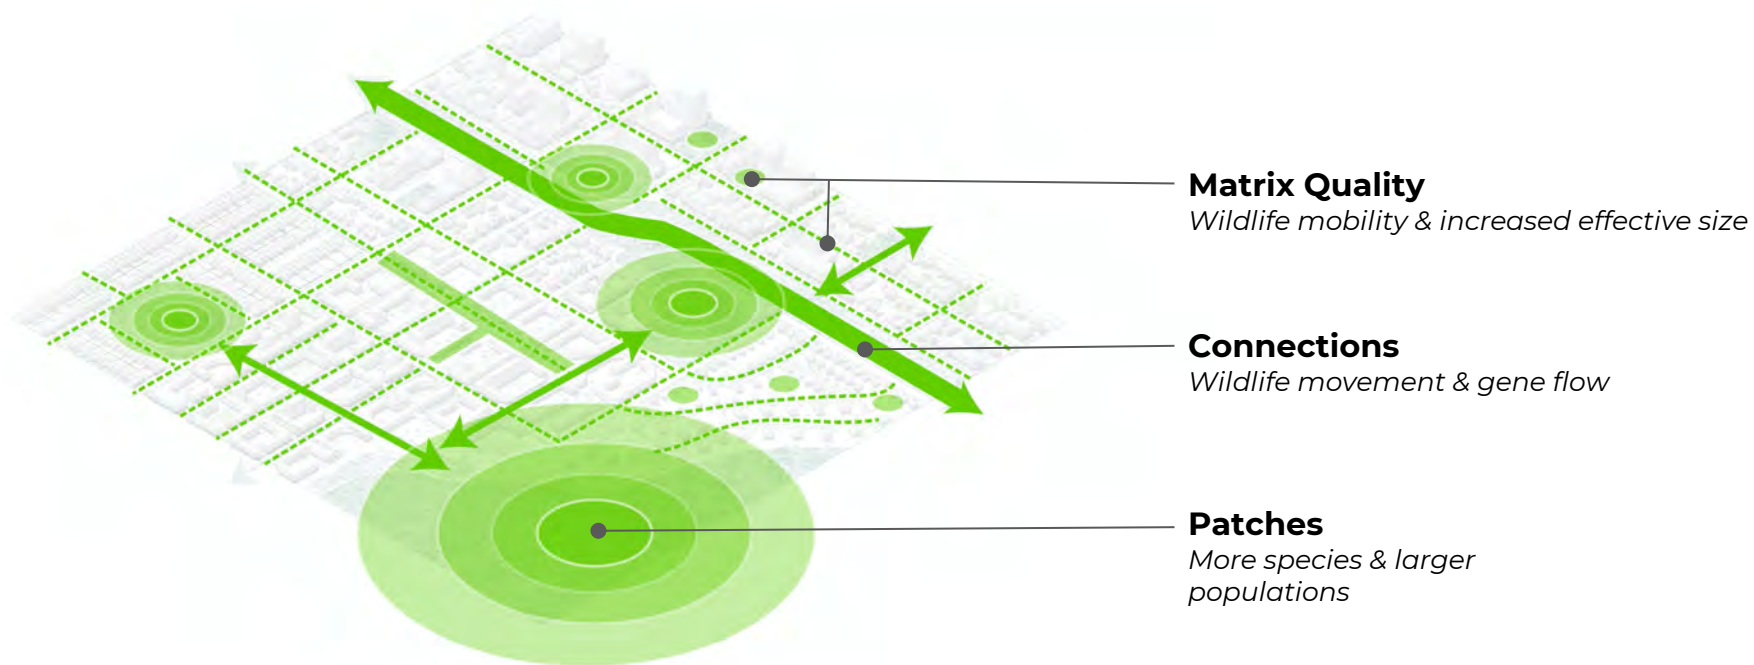 Matrix Quality
Wildlife mobility & increased effective size
Connections
Wildlife movement & gene flow
Patches
More species & larger
populations